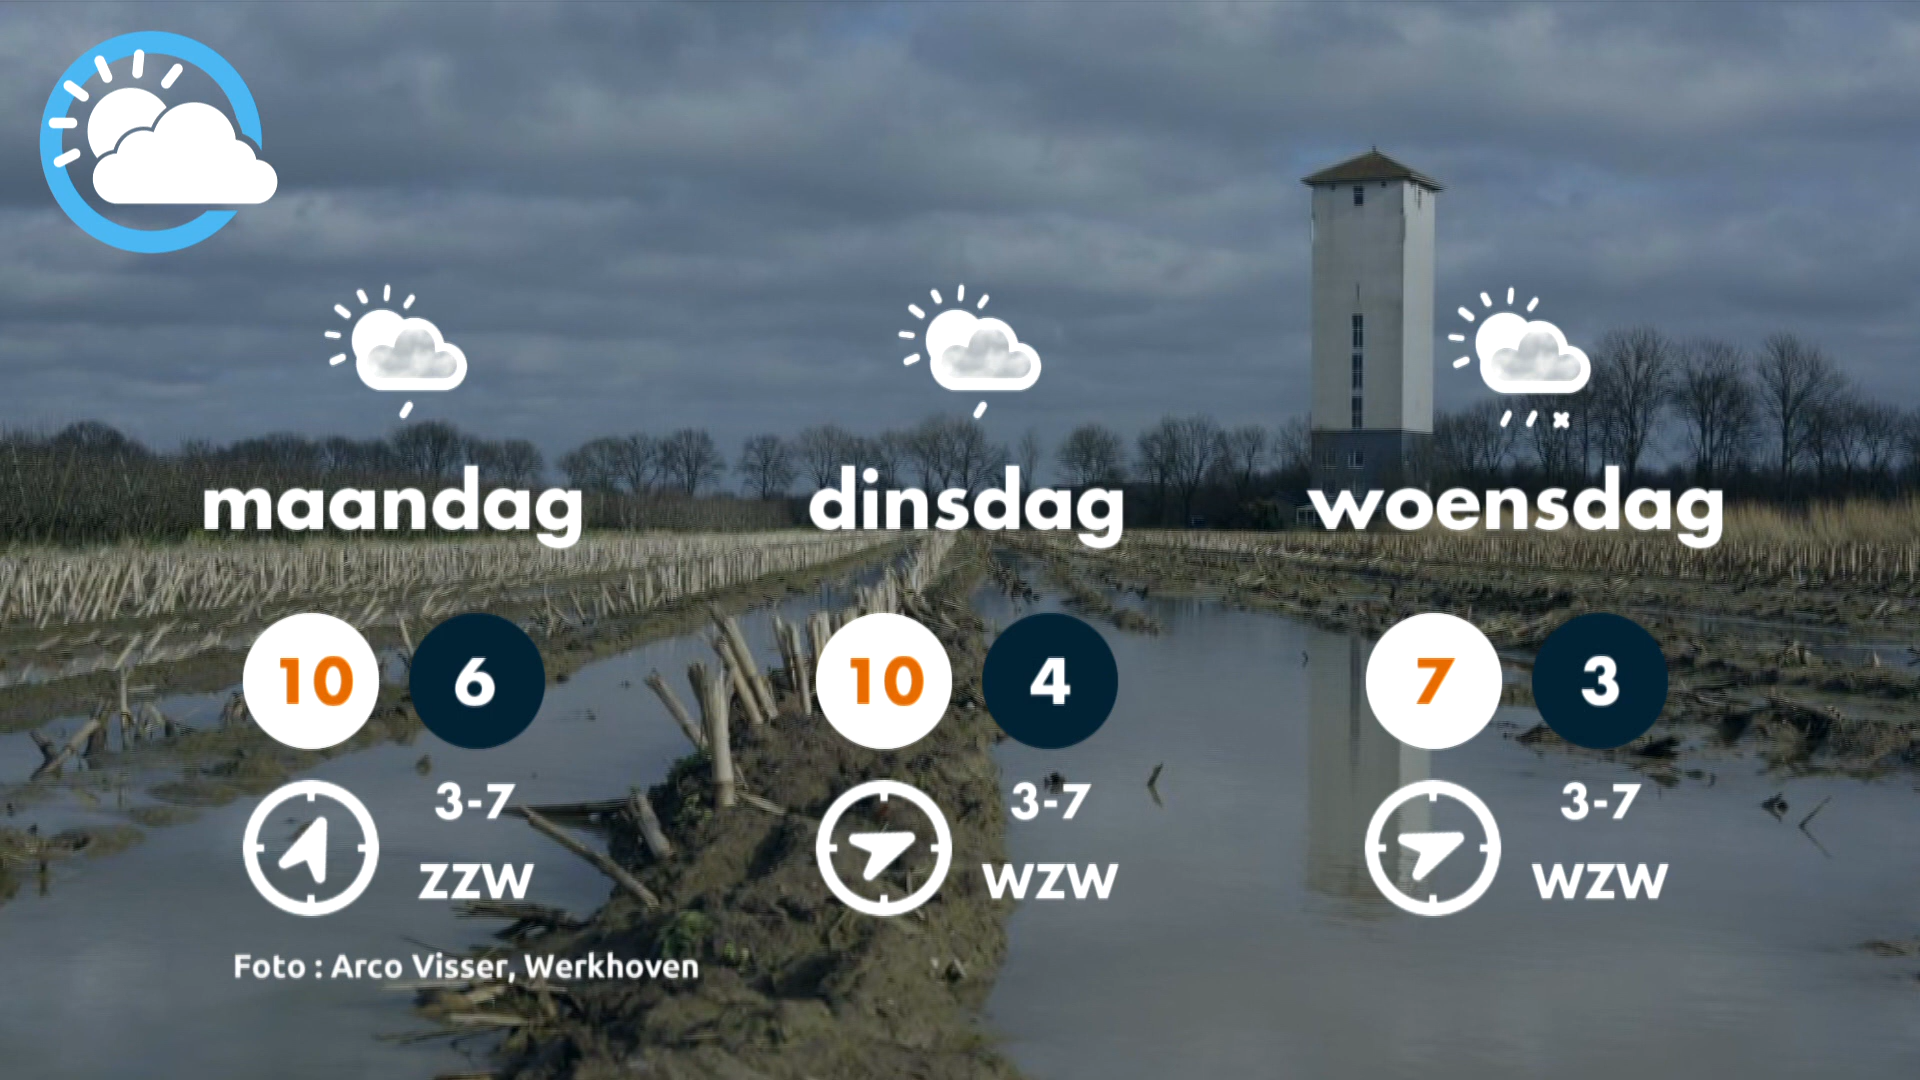 maandag
dinsdag
woensdag
10
6
10
4
7
3
3-7
ZZW
3-7
WZW
3-7
WZW
Foto : Arco Visser, Werkhoven